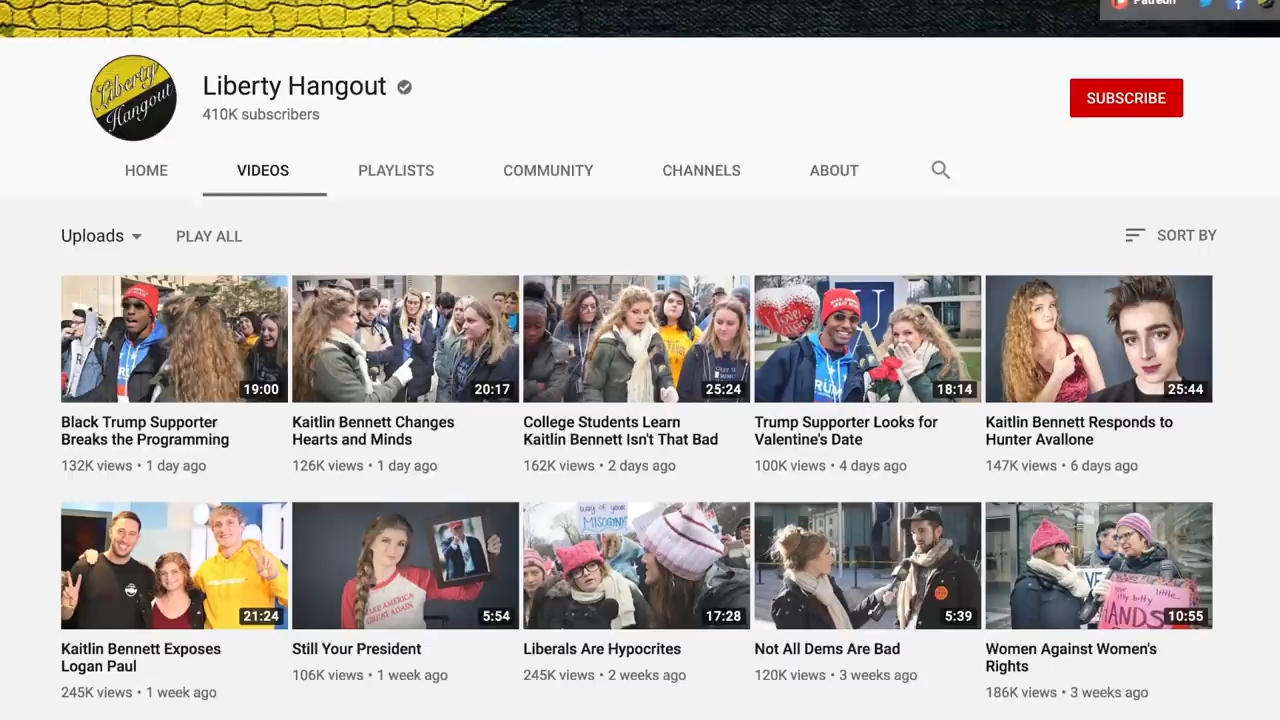 Patreon
Liberty Hangout
Liberty Hangout
410K subscribers
SUBSCRIBE
HOME
VIDEOS
PLAYLISTS
COMMUNITY
CHANNELS
ABOUT
Uploads
PLAY ALL
SORT BY
19:00
20:17
25:24
18:14
25:44
Black Trump Supporter
Breaks the Programming
132K views • 1 day ago
Kaitlin Bennett Changes
Hearts and Minds
126K views • 1 day ago
College Students Learn
Kaitlin Bennett Isn't That Bad
162K views • 2 days ago
Trump Supporter Looks for
Valentine's Date
100K views • 4 days ago
Kaitlin Bennett Responds to
Hunter Avallone
147K views • 6 days ago
MAKE AMERICA
GREAT AGAIN
MISOGYNY
HANDS
21:24
5:54
17:28
5:39
10:55
Kaitlin Bennett Exposes
Logan Paul
245K views • 1 week ago
Still Your President
106K views • 1 week ago
Liberals Are Hypocrites
245K views • 2 weeks ago
Not All Dems Are Bad
120K views • 3 weeks ago
Women Against Women's
Rights
186K views • 3 weeks ago